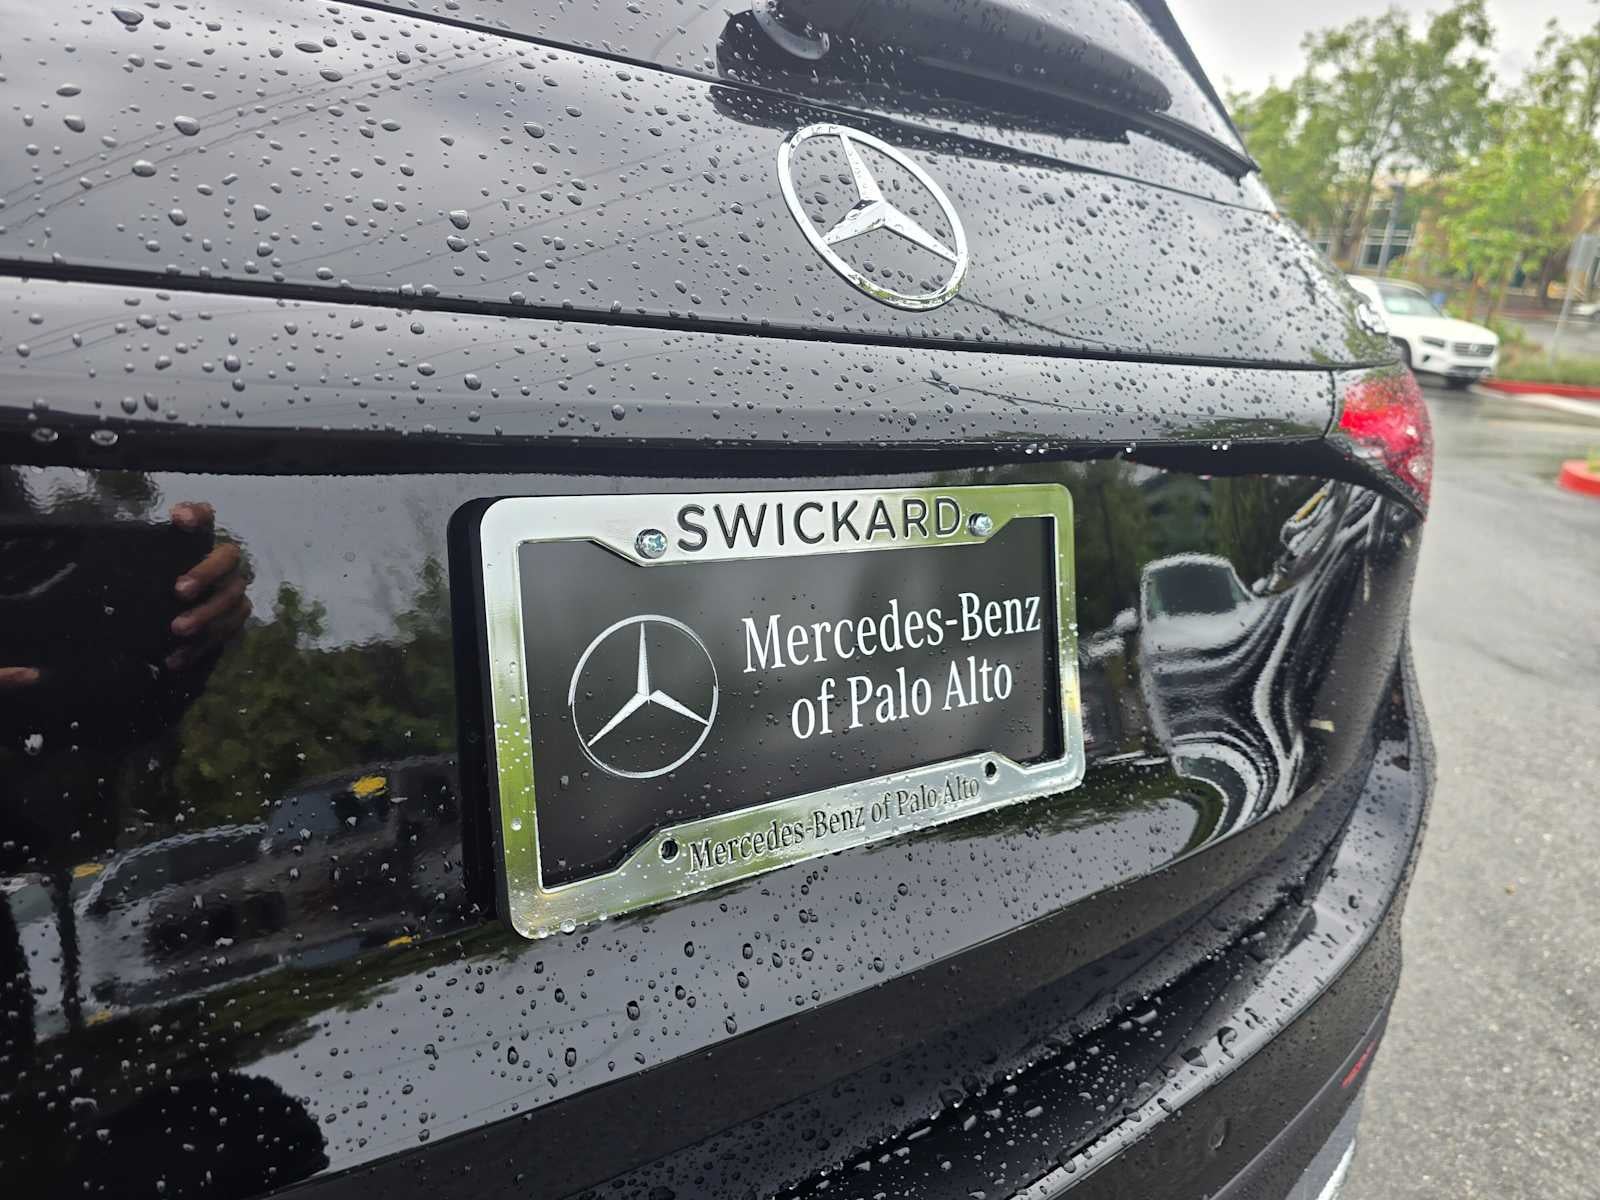 SWICKARD
Mercedes-Benz
of Palo Alto
Mercedes-Benz of Palo Alto